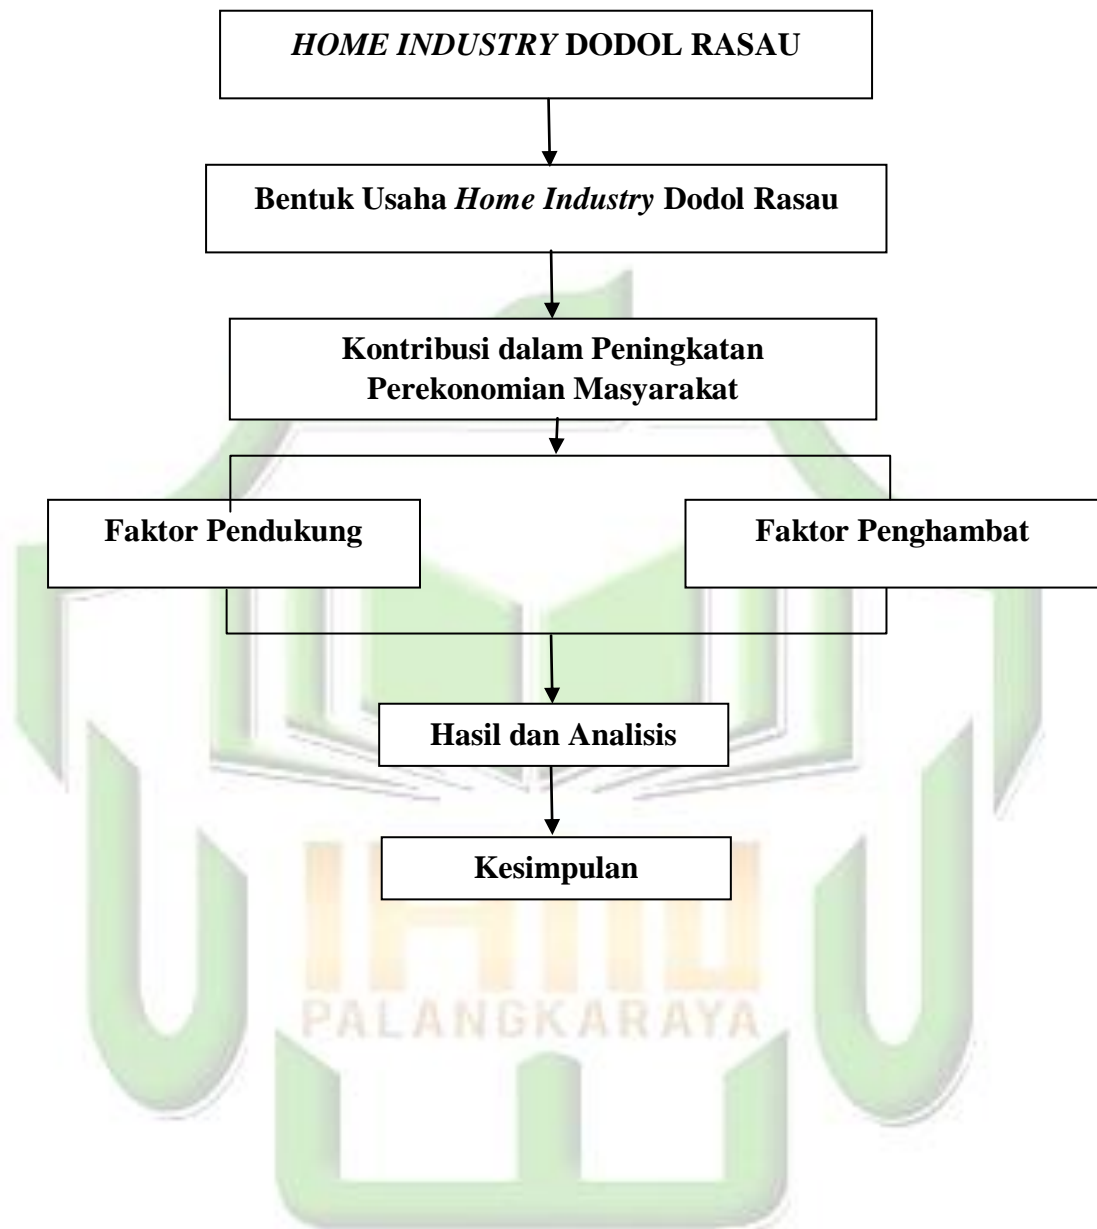 HOME INDUSTRY DODOL RASAU
Bentuk Usaha Home Industry Dodol Rasau
Kontribusi dalam Peningkatan
Perekonomian Masyarakat
Faktor Pendukung
Faktor Penghambat
Hasil dan Analisis
Kesimpulan
PALANGKARAYA